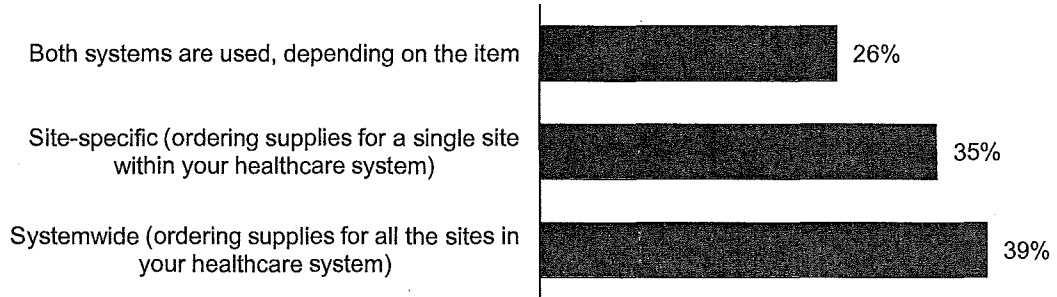 Both systems are used, depending on the item
26%
Site-specific (ordering supplies for a single site
within your healthcare system)
35%
Systemwide (ordering supplies for all the sites in
your healthcare system)
39%